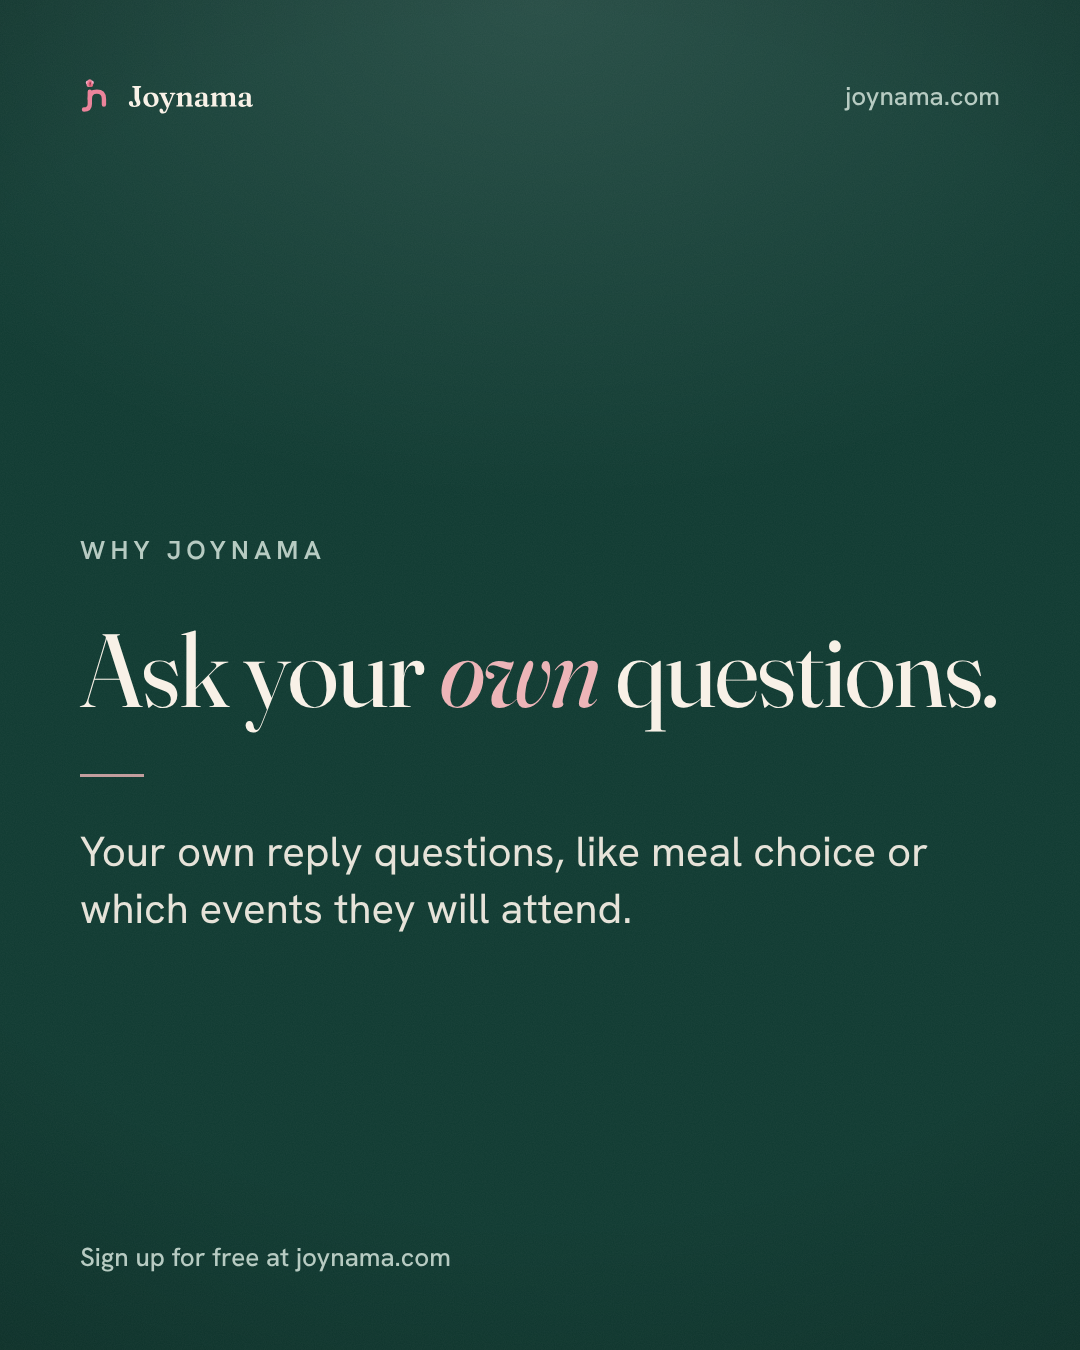 Joynama
joynama.com
WHY JOYNAMA
Ask your own questions.
Your own reply questions, like meal choice or
which events they will attend.
Sign up for free at joynama.com